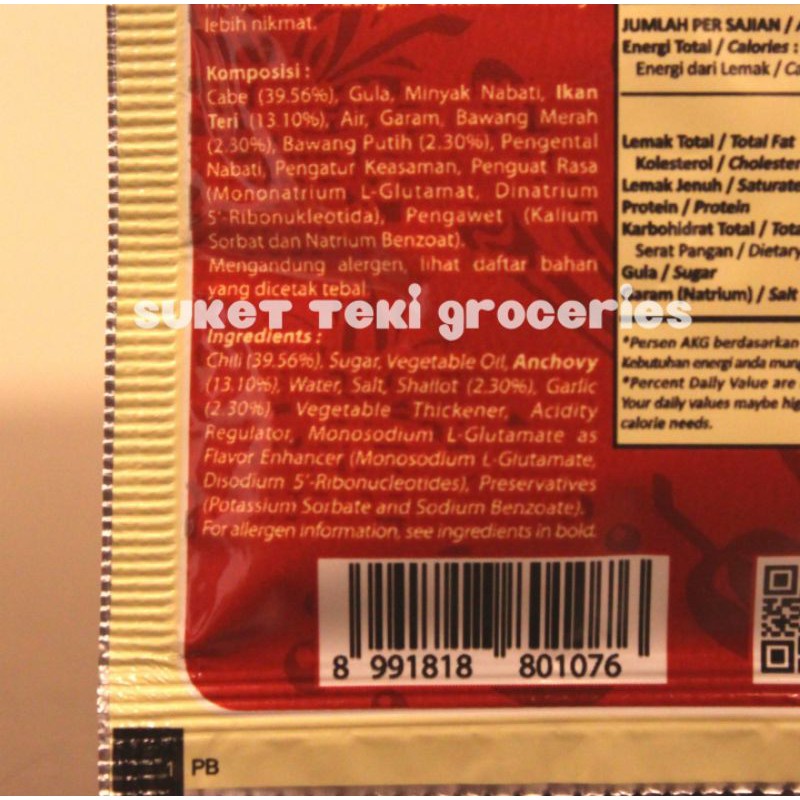 lebih nikmat.
Komposisi :
Cabe (39.56%), Gula, Minyak Nabati, Ikan
Teri (13.10%), Air, Garam, Bawang Merah
(2.30%), Bawang Putih (2.30%), Pengental
Nabati, Pengatur Keasaman, Penguat Rasa
(Mononatrium L-Glutamat, Dinatrium
5'-Ribonukleotida), Pengawet (Kalium
Sorbat dan Natrium Benzoat).
Mengandung alergen, lihat daftar bahan
yang dicetak tebal.
suket teki groceries
Ingredients :
Chili (39.56%), Sugar, Vegetable Oil, Anchovy
(13.10%), Water, Salt, Shallot (2.30%), Garlic
(2.30%) Vegetable Thickener, Acidity
Regulator, Monosodium L-Glutamate as
Flavor Enhancer (Monosodium L-Glutamate,
Disodium 5'-Ribonucleotides), Preservatives
(Potassium Sorbate and Sodium Benzoate).
For allergen information, see ingredients in bold.
8 991818 801076
1 PB
JUMLAH PER SAJIAN /
Energi Total / Calories :
Energi dari Lemak /
Lemak Total / Total Fat
Kolesterol /
Lemak Jenuh /
Protein / Protein
Karbohidrat Total /
Serat Pangan / Dietary
Gula / Sugar
Garam (Natrium) / Salt
*Persen AKG berdasarkan
Kebutuhan energi anda
*Percent Daily Value are
Your daily values maybe
calorie needs.